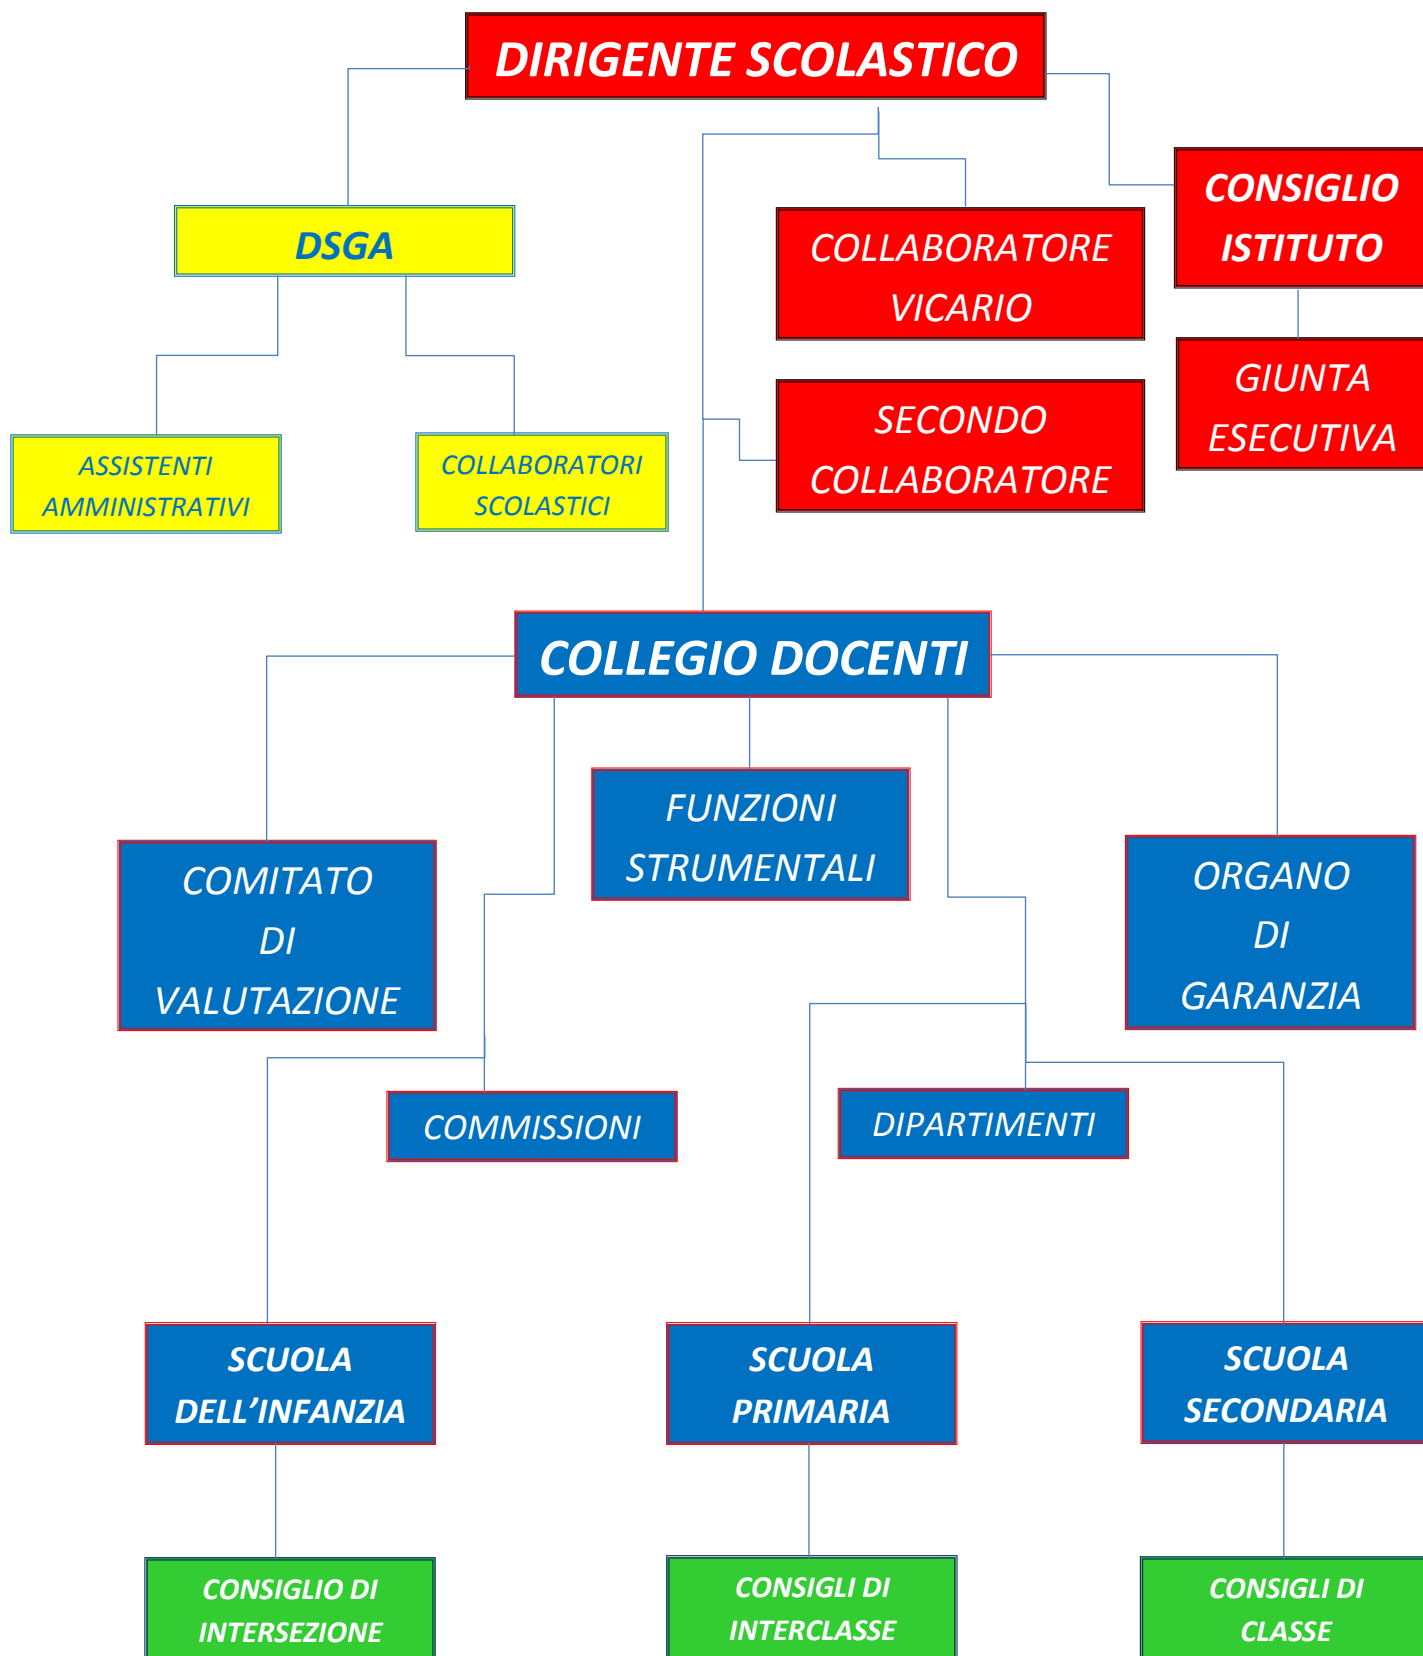 DIRIGENTE SCOLASTICO
CONSIGLIO
ISTITUTO
DSGA
COLLABORATORE
VICARIO
GIUNTA
ESECUTIVA
SECONDO
COLLABORATORE
ASSISTENTI
AMMINISTRATIVI
COLLABORATORI
SCOLASTICI
COLLEGIO DOCENTI
FUNZIONI
STRUMENTALI
COMITATO
DI
VALUTAZIONE
ORGANO
DI
GARANZIA
COMMISSIONI
DIPARTIMENTI
SCUOLA
DELL’INFANZIA
SCUOLA
PRIMARIA
SCUOLA
SECONDARIA
CONSIGLIO DI
INTERSEZIONE
CONSIGLI DI
INTERCLASSE
CONSIGLI DI
CLASSE